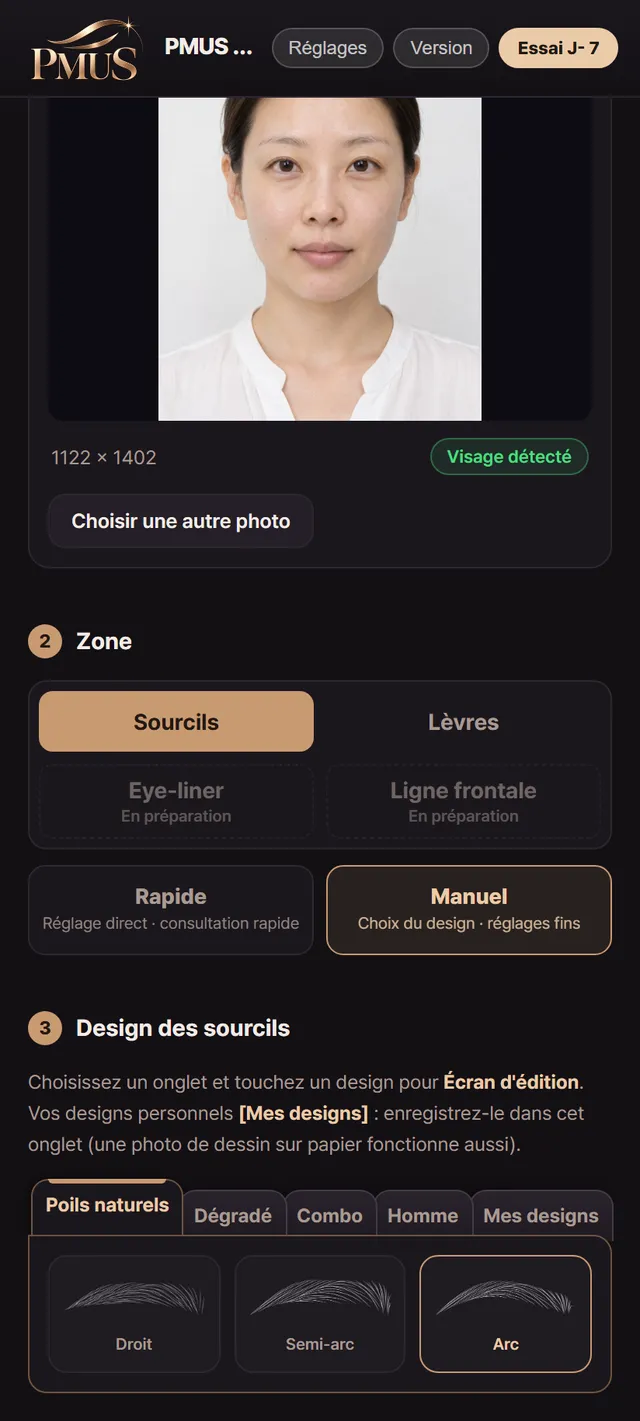 PMUS
PMUS ...
Réglages
Version
Essai J- 7
1122 × 1402
Visage détecté
Choisir une autre photo
2 Zone
Sourcils
Lèvres
Eye-liner
En préparation
Ligne frontale
En préparation
Rapide
Réglage direct · consultation rapide
Manuel
Choix du design · réglages fins
3 Design des sourcils
Choisissez un onglet et touchez un design pour Écran d'édition.
Vos designs personnels [Mes designs] : enregistrez-le dans cet
onglet (une photo de dessin sur papier fonctionne aussi).
Poils naturels
Dégradé
Combo
Homme
Mes designs
Droit
Semi-arc
Arc